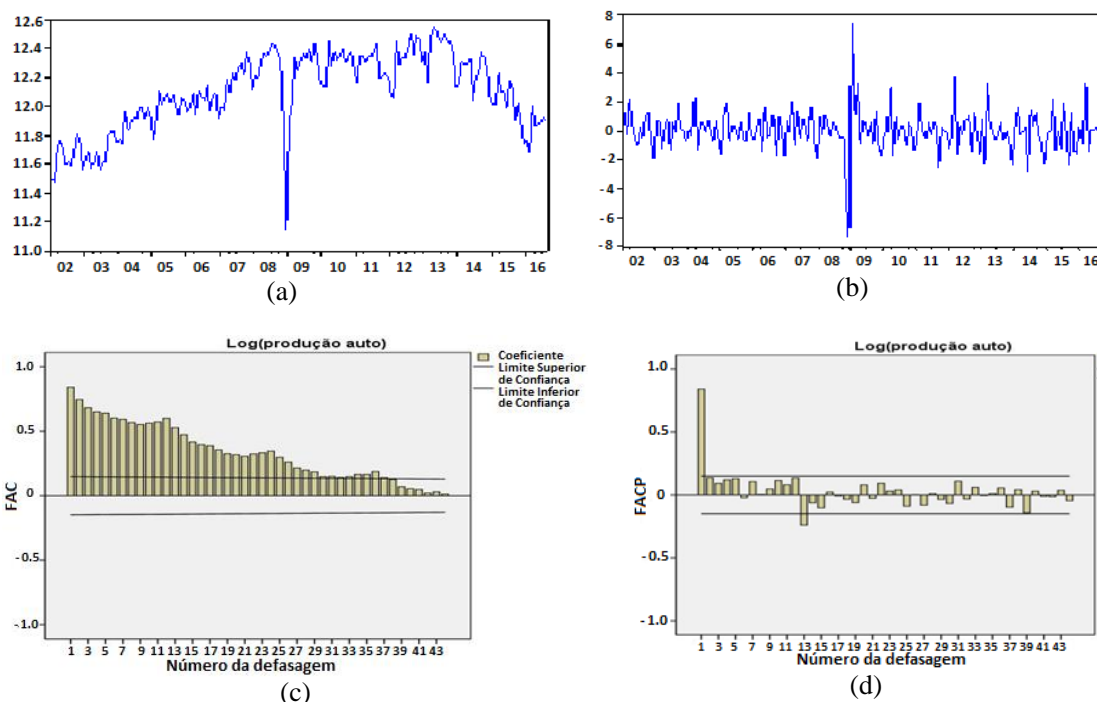 12.6
12.4
12.2
12.0
11.8
11.6
11.4
11.2
11.0
02 03 04 05 06 07 08 09 10 11 12 13 14 15 16
(a)
8
6
4
2
0
-2
-4
-6
-8
02 03 04 05 06 07 08 09 10 11 12 13 14 15 16
(b)
Log(produção auto)
1.0
0.5
0
-0.5
-1.0
FAC
Coeficiente
Limite Superior
de Confiança
Limite Inferior
de Confiança
1 3 5 7 9 11 13 15 17 19 21 23 25 27 29 31 33 35 37 39 41 43
Número da defasagem
(c)
Log(produção auto)
1.0
0.5
0
-0.5
-1.0
FACP
1 3 5 7 9 11 13 15 17 19 21 23 25 27 29 31 33 35 37 39 41 43
Número da defasagem
(d)